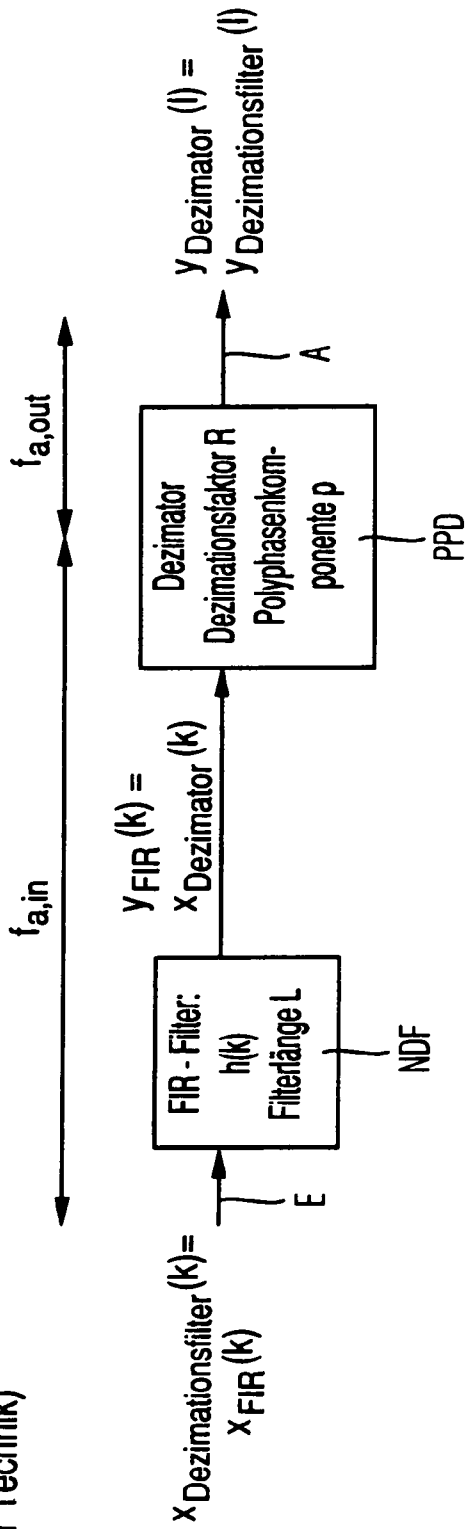 Technik)
f_a,in
f_a,out
x_Dezimationsfilter (k) =
x_FIR (k)
E
FIR - Filter:
h(k)
Filterlänge L
NDF
y_FIR (k) =
x_Dezimator (k)
Dezimator
Dezimationsfaktor R
Polyphasenkom-
ponente p
PPD
A
y_Dezimator (l) =
y_Dezimationsfilter (l)